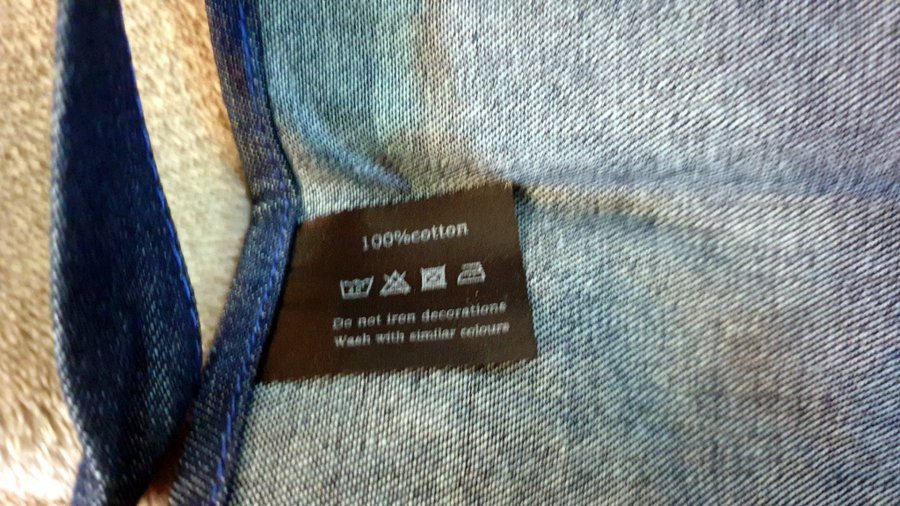 100%cotton
Do not iron decorations
Wash with similar colours